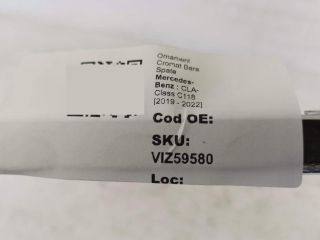 Ornament
Cromat Bara
Spate
Mercedes-
Benz : CLA-
Class C118
[2019 - 2022]
Cod OE:
SKU:
VIZ59580
Loc: